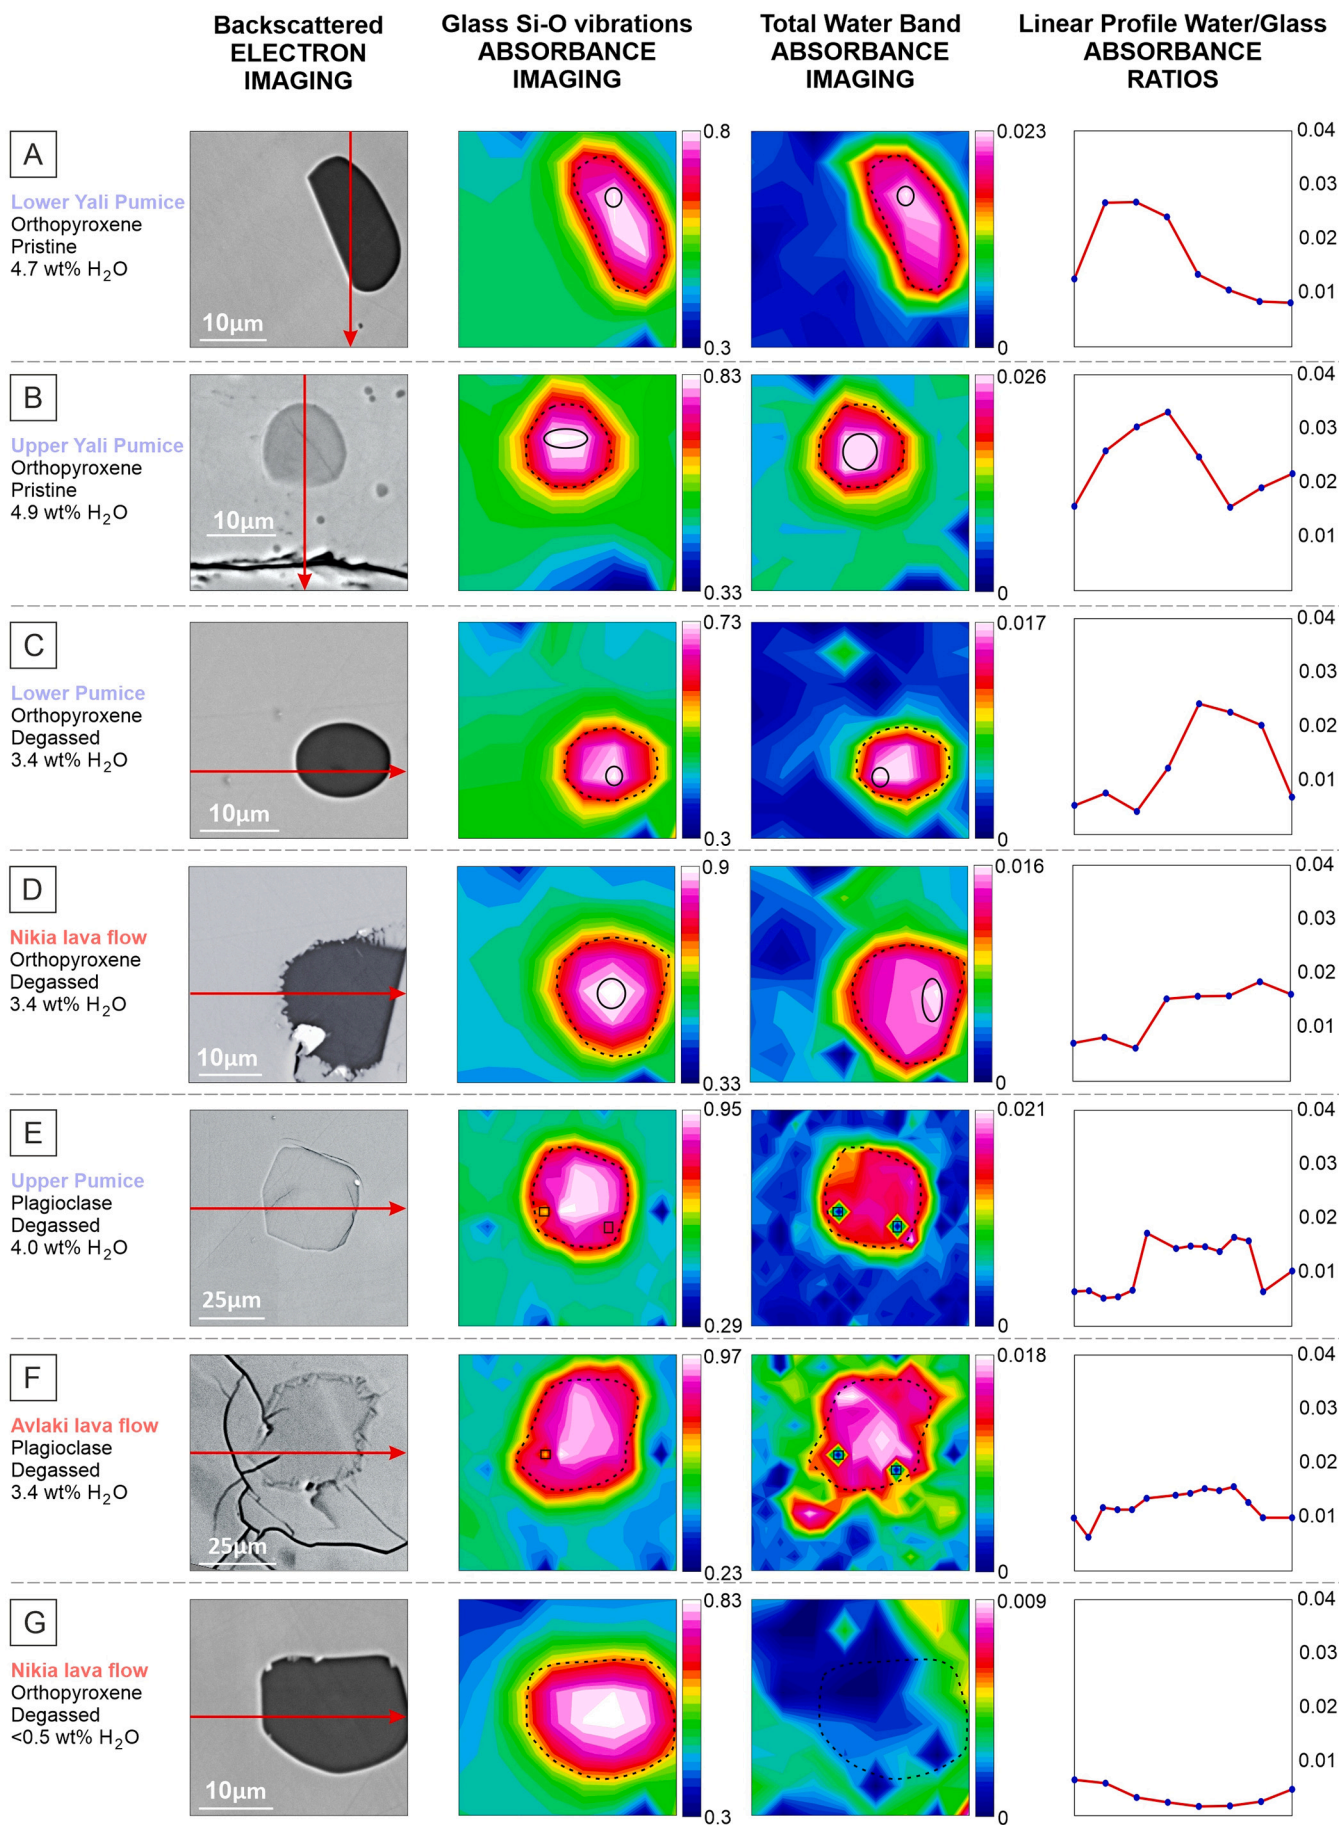 Backscattered
ELECTRON
IMAGING
Glass Si-O vibrations
ABSORBANCE
IMAGING
Total Water Band
ABSORBANCE
IMAGING
Linear Profile Water/Glass
ABSORBANCE
RATIOS
A
Lower Yali Pumice
Orthopyroxene
Pristine
4.7 wt% H₂O
10μm
0.8
0.3
0.023
0
0.04
0.03
0.02
0.01
B
Upper Yali Pumice
Orthopyroxene
Pristine
4.9 wt% H₂O
10μm
0.83
0.33
0.026
0
0.04
0.03
0.02
0.01
C
Lower Pumice
Orthopyroxene
Degassed
3.4 wt% H₂O
10μm
0.73
0.3
0.017
0
0.04
0.03
0.02
0.01
D
Nikia lava flow
Orthopyroxene
Degassed
3.4 wt% H₂O
10μm
0.9
0.33
0.016
0
0.04
0.03
0.02
0.01
E
Upper Pumice
Plagioclase
Degassed
4.0 wt% H₂O
25μm
0.95
0.29
0.021
0
0.04
0.03
0.02
0.01
F
Avlaki lava flow
Plagioclase
Degassed
3.4 wt% H₂O
25μm
0.97
0.23
0.018
0
0.04
0.03
0.02
0.01
G
Nikia lava flow
Orthopyroxene
Degassed
<0.5 wt% H₂O
10μm
0.83
0.3
0.009
0
0.04
0.03
0.02
0.01